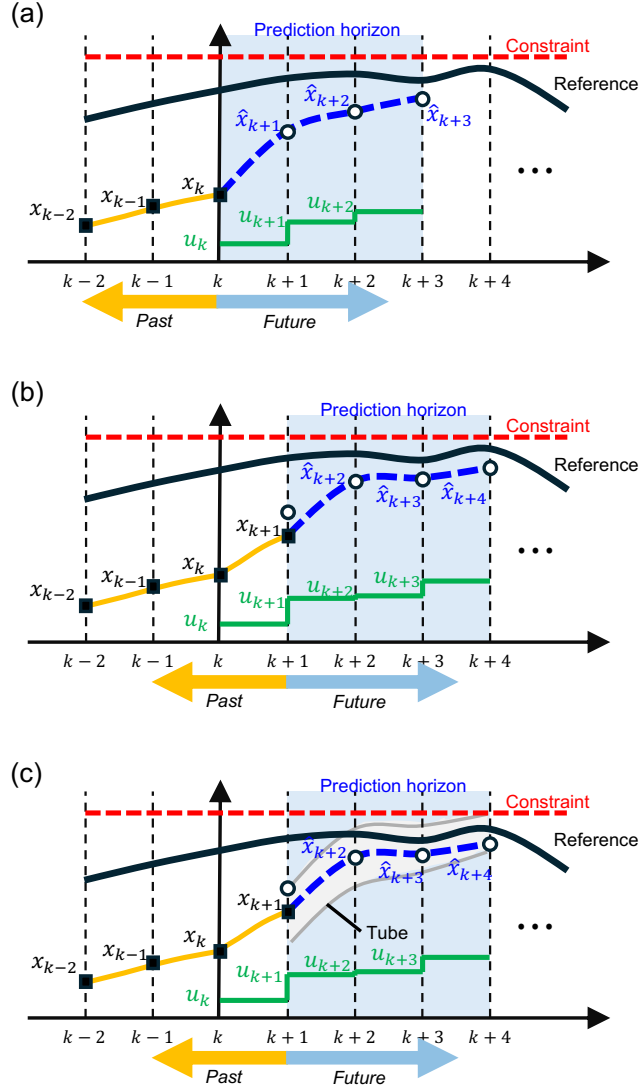 (a)
Prediction horizon
Constraint
Reference
x̂ₖ₊₁
x̂ₖ₊₂
x̂ₖ₊₃
xₖ₋₂
xₖ₋₁
xₖ
uₖ
uₖ₊₁
uₖ₊₂
...
k − 2 k − 1 k k + 1 k + 2 k + 3 k + 4
Past Future
(b)
Prediction horizon
Constraint
Reference
x̂ₖ₊₂
x̂ₖ₊₃
x̂ₖ₊₄
xₖ₋₂
xₖ₋₁
xₖ
xₖ₊₁
uₖ
uₖ₊₁
uₖ₊₂
uₖ₊₃
...
k − 2 k − 1 k k + 1 k + 2 k + 3 k + 4
Past Future
(c)
Prediction horizon
Constraint
Reference
x̂ₖ₊₂
x̂ₖ₊₃
x̂ₖ₊₄
xₖ₋₂
xₖ₋₁
xₖ
xₖ₊₁
Tube
uₖ
uₖ₊₁
uₖ₊₂
uₖ₊₃
...
k − 2 k − 1 k k + 1 k + 2 k + 3 k + 4
Past Future